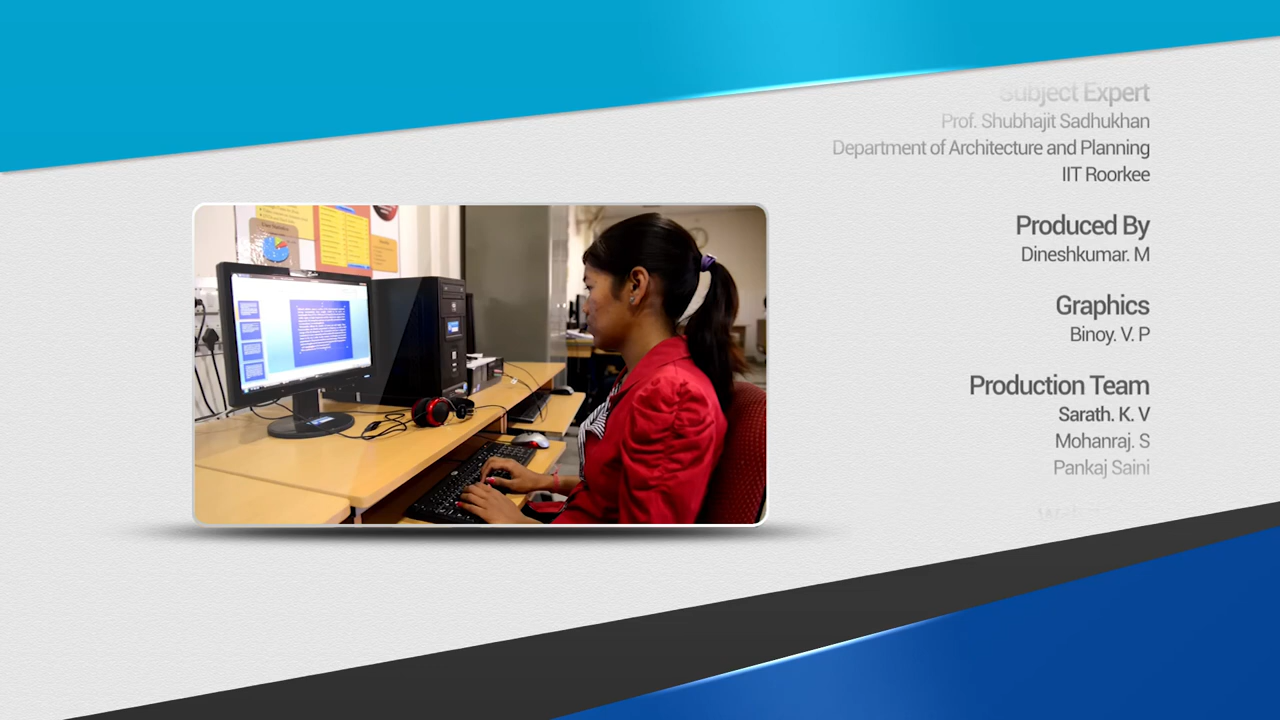 Subject Expert
Prof. Shubhajit Sadhukhan
Department of Architecture and Planning
IIT Roorkee
Produced By
Dineshkumar. M
Graphics
Binoy. V. P
Production Team
Sarath. K. V
Mohanraj. S
Pankaj Saini